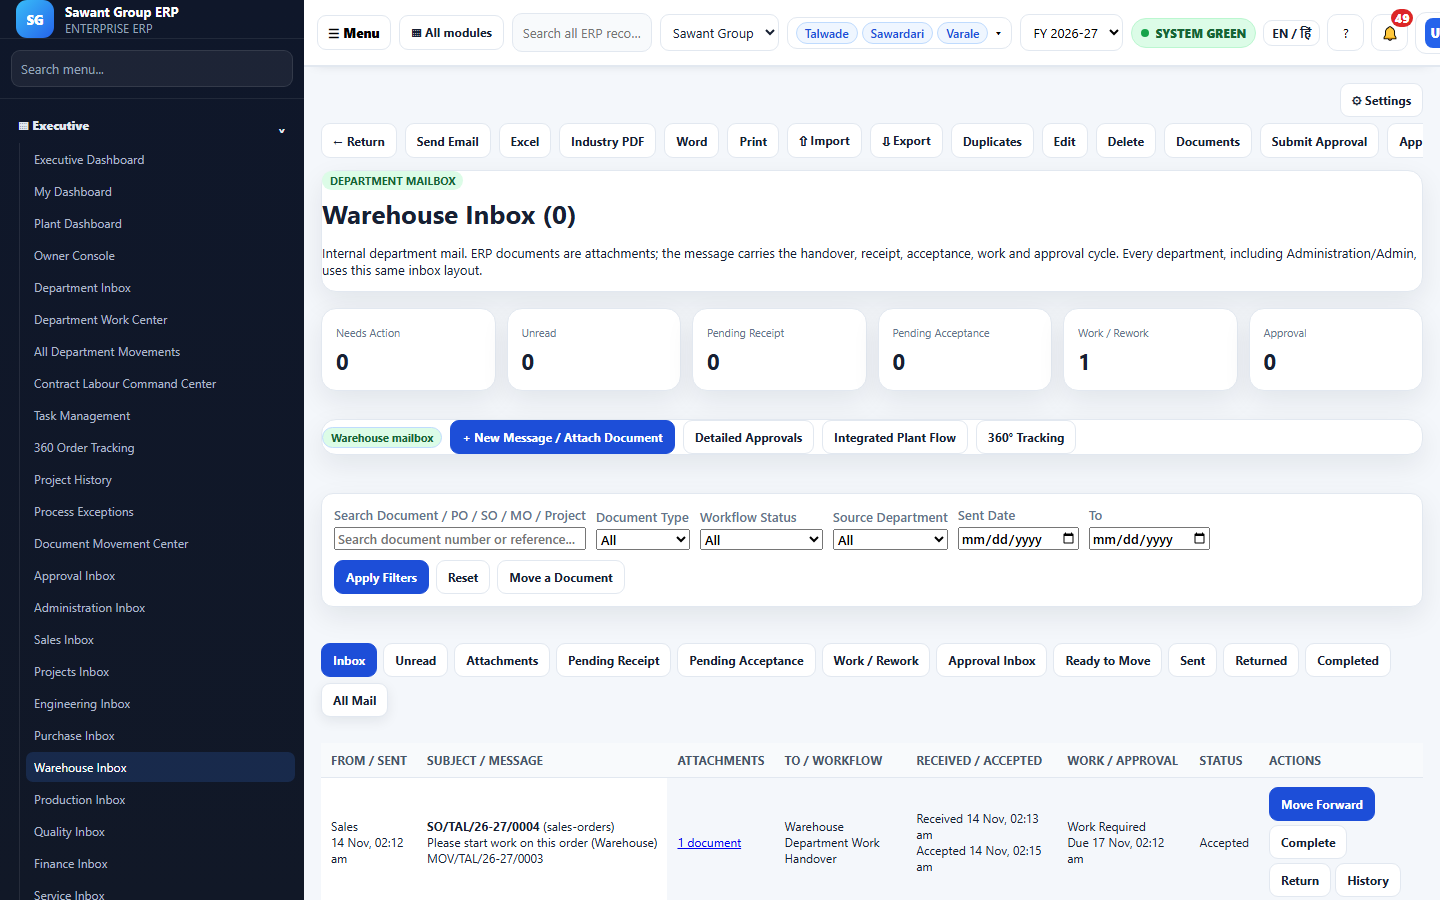 SG
Sawant Group ERP
ENTERPRISE ERP
Search menu...
Executive
Executive Dashboard
My Dashboard
Plant Dashboard
Owner Console
Department Inbox
Department Work Center
All Department Movements
Contract Labour Command Center
Task Management
360 Order Tracking
Project History
Process Exceptions
Document Movement Center
Approval Inbox
Administration Inbox
Sales Inbox
Projects Inbox
Engineering Inbox
Purchase Inbox
Warehouse Inbox
Production Inbox
Quality Inbox
Finance Inbox
Service Inbox
☰ Menu
All modules
Search all ERP reco...
Sawant Group
Talwade
Sawardari
Varale
FY 2026-27
SYSTEM GREEN
EN / हिं
?
49
U
⚙ Settings
← Return
Send Email
Excel
Industry PDF
Word
Print
⇧ Import
⇩ Export
Duplicates
Edit
Delete
Documents
Submit Approval
App
DEPARTMENT MAILBOX
Warehouse Inbox (0)
Internal department mail. ERP documents are attachments; the message carries the handover, receipt, acceptance, work and approval cycle. Every department, including Administration/Admin,
uses this same inbox layout.
Needs Action
0
Unread
0
Pending Receipt
0
Pending Acceptance
0
Work / Rework
1
Approval
0
Warehouse mailbox
+ New Message / Attach Document
Detailed Approvals
Integrated Plant Flow
360° Tracking
Search Document / PO / SO / MO / Project
Search document number or reference...
Document Type
All
Workflow Status
All
Source Department
All
Sent Date
mm/dd/yyyy
To
mm/dd/yyyy
Apply Filters
Reset
Move a Document
Inbox
Unread
Attachments
Pending Receipt
Pending Acceptance
Work / Rework
Approval Inbox
Ready to Move
Sent
Returned
Completed
All Mail
FROM / SENT
SUBJECT / MESSAGE
ATTACHMENTS
TO / WORKFLOW
RECEIVED / ACCEPTED
WORK / APPROVAL
STATUS
ACTIONS
Sales
14 Nov, 02:12
am
SO/TAL/26-27/0004 (sales-orders)
Please start work on this order (Warehouse)
MOV/TAL/26-27/0003
1 document
Warehouse
Department Work
Handover
Received 14 Nov, 02:13
am
Accepted 14 Nov, 02:15
am
Work Required
Due 17 Nov, 02:12
am
Accepted
Move Forward
Complete
Return
History